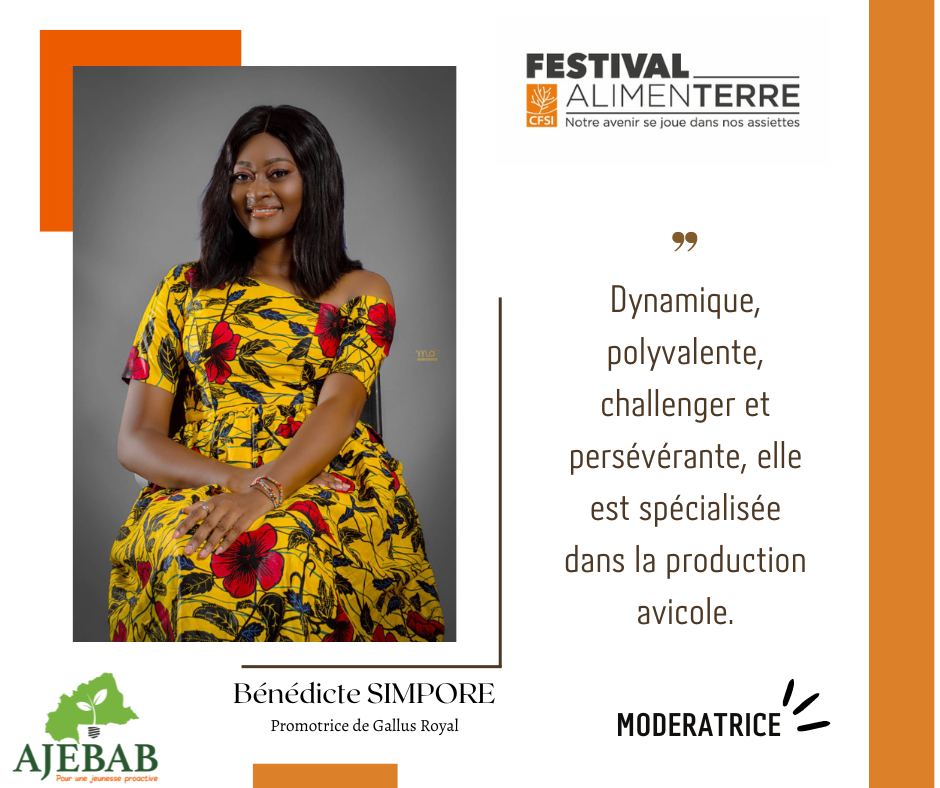 FESTIVAL
ALIMENTERRE
CFSI
Notre avenir se joue dans nos assiettes
”
Dynamique,
polyvalente,
challenger et
persévérante, elle
est spécialisée
dans la production
avicole.
m.o
Bénédicte SIMPORE
Promotrice de Gallus Royal
MODERATRICE
AJEBAB
Pour une jeunesse proactive